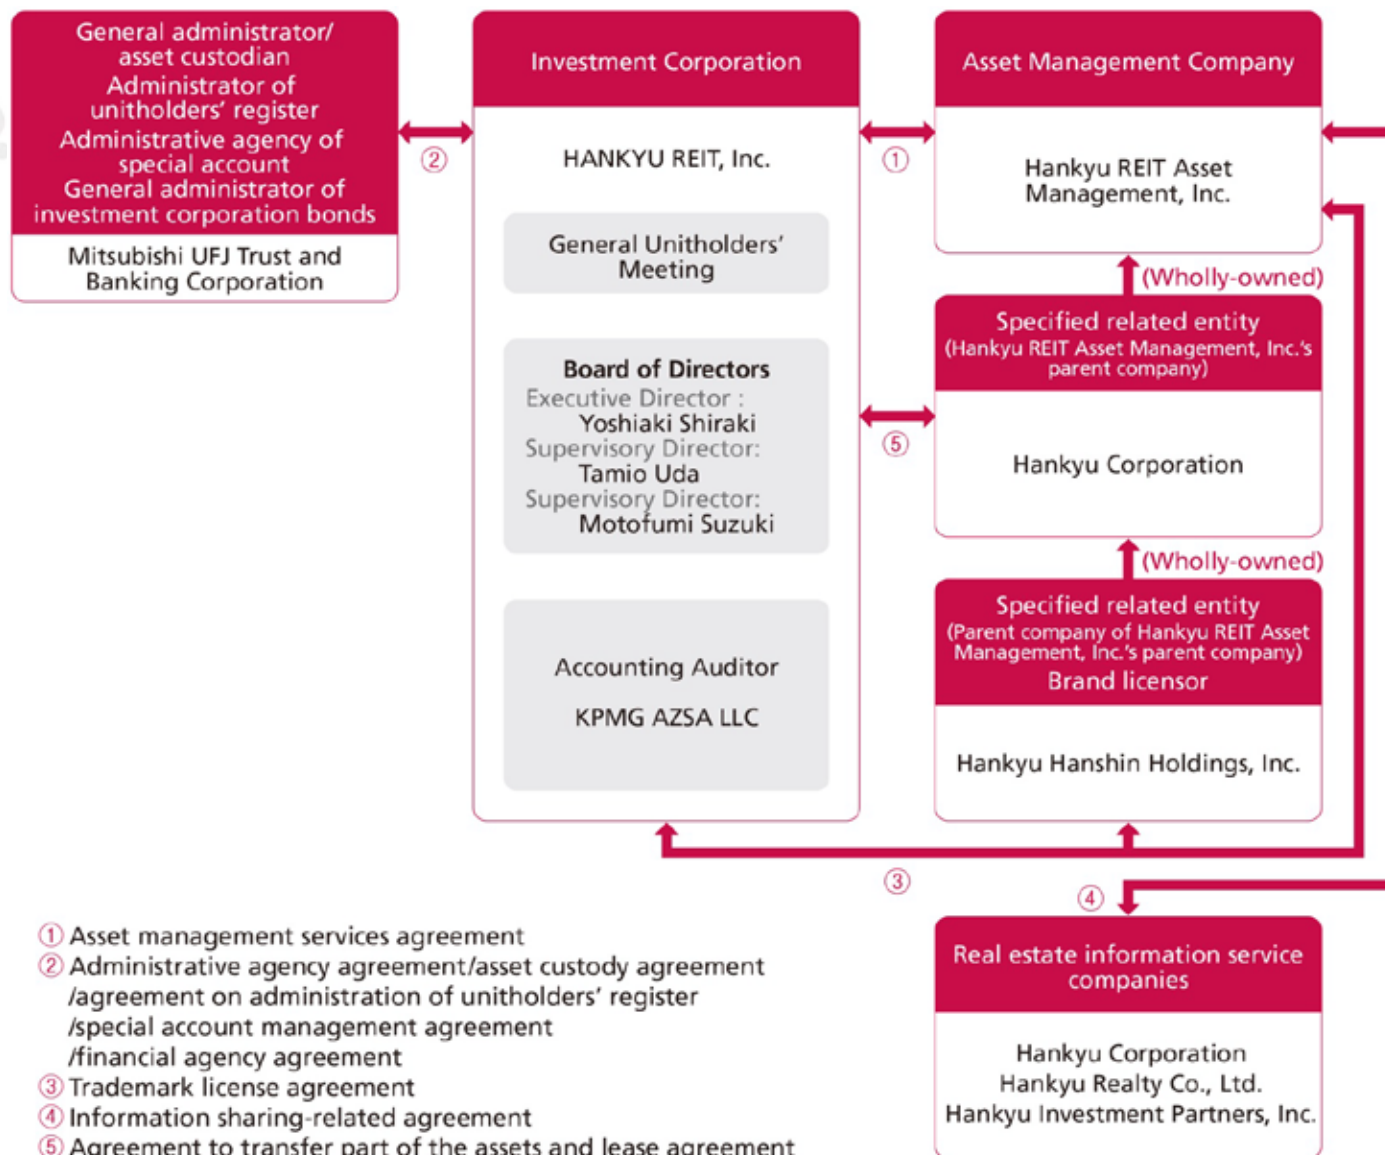 General administrator/
asset custodian
Administrator of
unitholders' register
Administrative agency of
special account
General administrator of
investment corporation bonds
Mitsubishi UFJ Trust and
Banking Corporation
②
Investment Corporation
HANKYU REIT, Inc.
General Unitholders'
Meeting
Board of Directors
Executive Director :
Yoshiaki Shiraki
Supervisory Director:
Tamio Uda
Supervisory Director:
Motofumi Suzuki
Accounting Auditor
KPMG AZSA LLC
①
⑤
Asset Management Company
Hankyu REIT Asset
Management, Inc.
(Wholly-owned)
Specified related entity
(Hankyu REIT Asset Management, Inc.'s
parent company)
Hankyu Corporation
(Wholly-owned)
Specified related entity
(Parent company of Hankyu REIT Asset
Management, Inc.'s parent company)
Brand licensor
Hankyu Hanshin Holdings, Inc.
③
④
Real estate information service
companies
Hankyu Corporation
Hankyu Realty Co., Ltd.
Hankyu Investment Partners, Inc.
① Asset management services agreement
② Administrative agency agreement/asset custody agreement
/agreement on administration of unitholders' register
/special account management agreement
/financial agency agreement
③ Trademark license agreement
④ Information sharing-related agreement
⑤ Agreement to transfer part of the assets and lease agreement